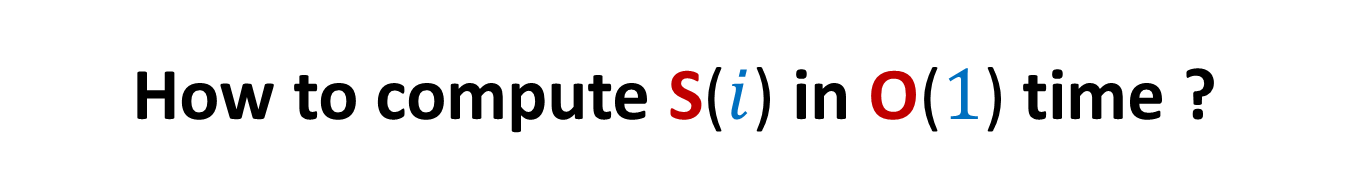 How to compute S(i) in O(1) time ?